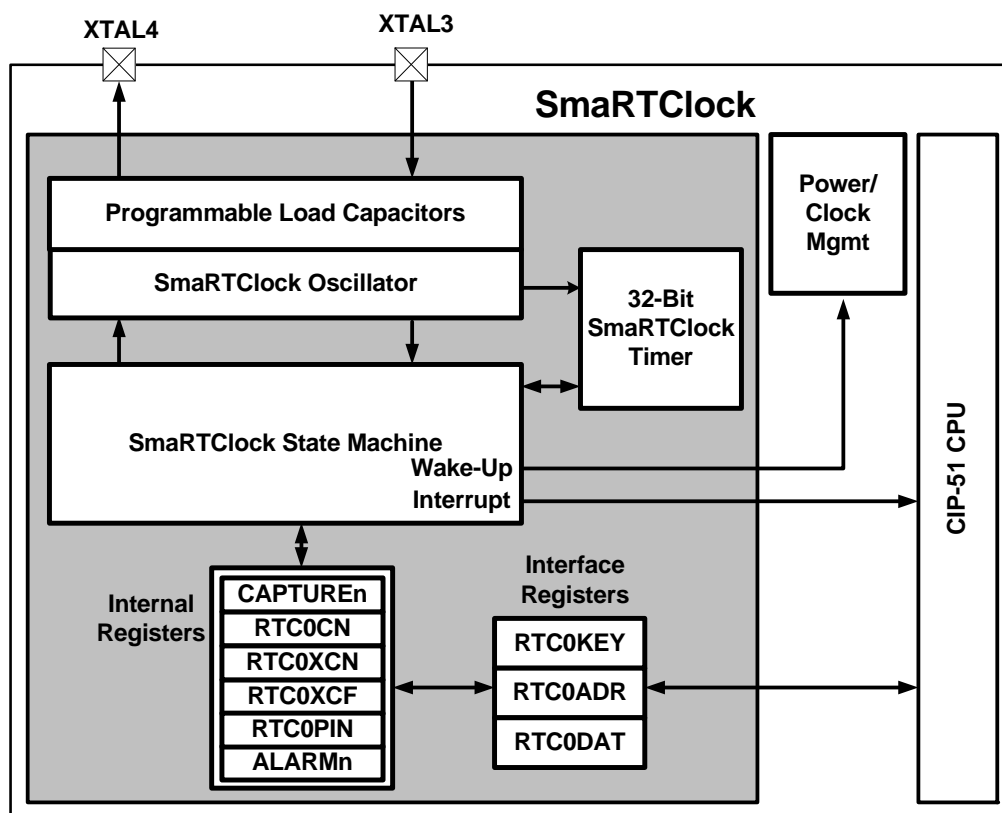 XTAL4
XTAL3
SmaRTClock
Programmable Load Capacitors
SmaRTClock Oscillator
32-Bit
SmaRTClock
Timer
Power/
Clock
Mgmt
CIP-51 CPU
SmaRTClock State Machine
Wake-Up
Interrupt
Internal
Registers
CAPTUREn
RTC0CN
RTC0XCN
RTC0XCF
RTC0PIN
ALARMn
Interface
Registers
RTC0KEY
RTC0ADR
RTC0DAT